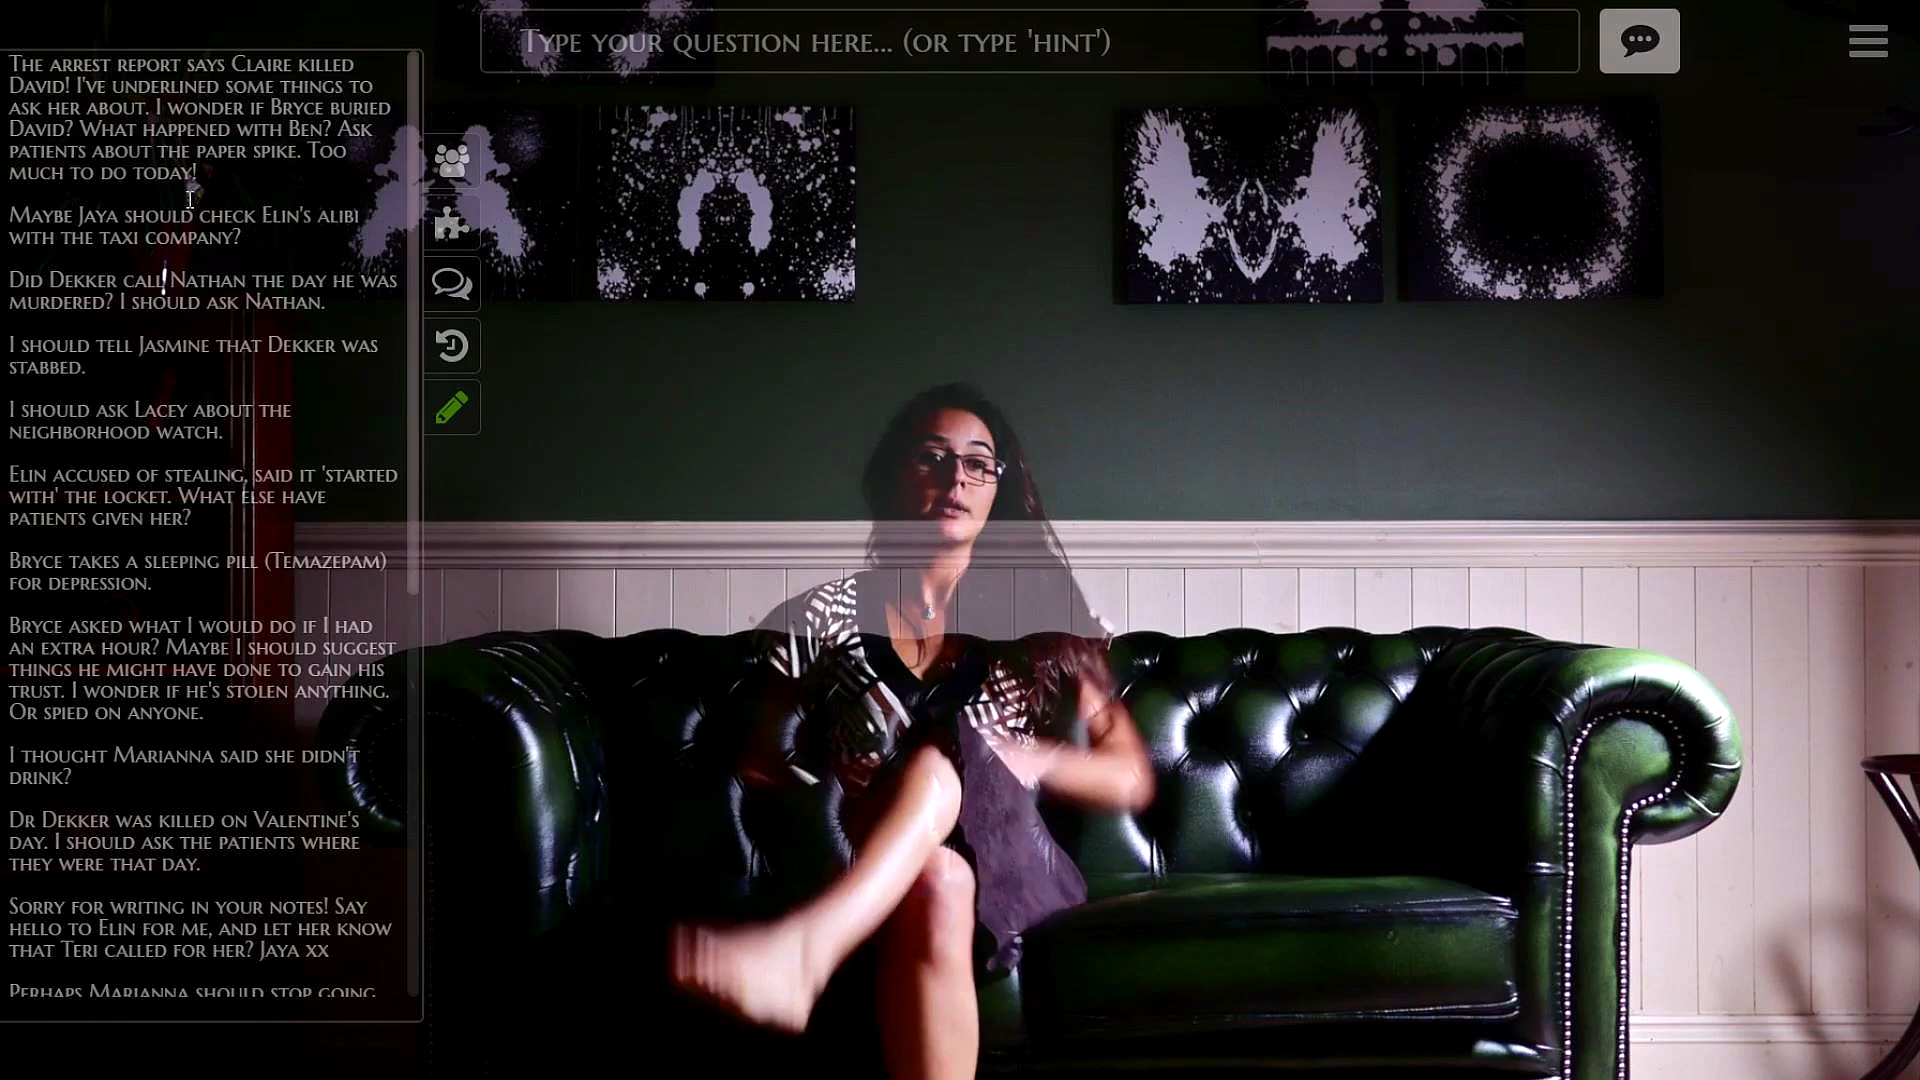 Type your question here... (or type 'hint')
The arrest report says Claire killed
David! I've underlined some things to
ask her about. I wonder if Bryce buried
David? What happened with Ben? Ask
patients about the paper spike. Too
much to do today!
Maybe Jaya should check Elin's alibi
with the taxi company?
Did Dekker call Nathan the day he was
murdered? I should ask Nathan.
I should tell Jasmine that Dekker was
stabbed.
I should ask Lacey about the
neighborhood watch.
Elin accused of stealing, said it 'started
with' the locket. What else have
patients given her?
Bryce takes a sleeping pill (Temazepam)
for depression.
Bryce asked what I would do if I had
an extra hour? Maybe I should suggest
things he might have done to gain his
trust. I wonder if he's stolen anything.
Or spied on anyone.
I thought Marianna said she didn't
drink?
Dr Dekker was killed on Valentine's
day. I should ask the patients where
they were that day.
Sorry for writing in your notes! Say
hello to Elin for me, and let her know
that Teri called for her? Jaya xx
Perhaps Marianna should stop going